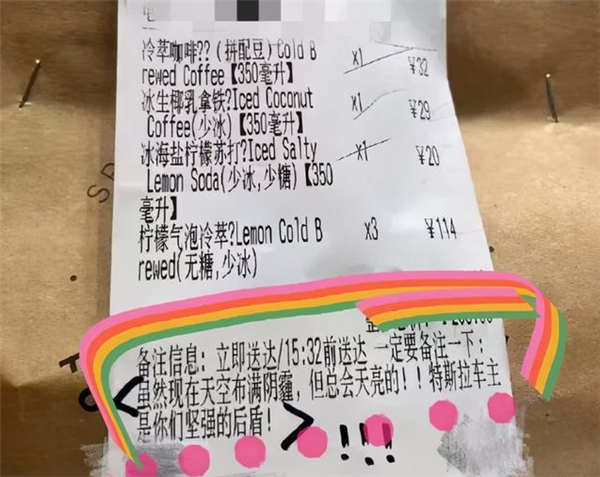 冷萃咖啡??(拼配豆)Cold B x1 ¥32
rewed Coffee【350毫升】
冰生椰乳拿铁?Iced Coconut x1 ¥29
Coffee(少冰)【350毫升】
冰海盐柠檬苏打?Iced Salty x1 ¥20
Lemon Soda(少冰,少糖)【350
毫升】
柠檬气泡冷萃?Lemon Cold B x3 ¥114
rewed(无糖,少冰)
备注信息: 立即送达/15:32前送达 一定要备注一下:
虽然现在天空布满阴霾, 但总会天亮的!! 特斯拉车主
是你们坚强的后盾!
!!!